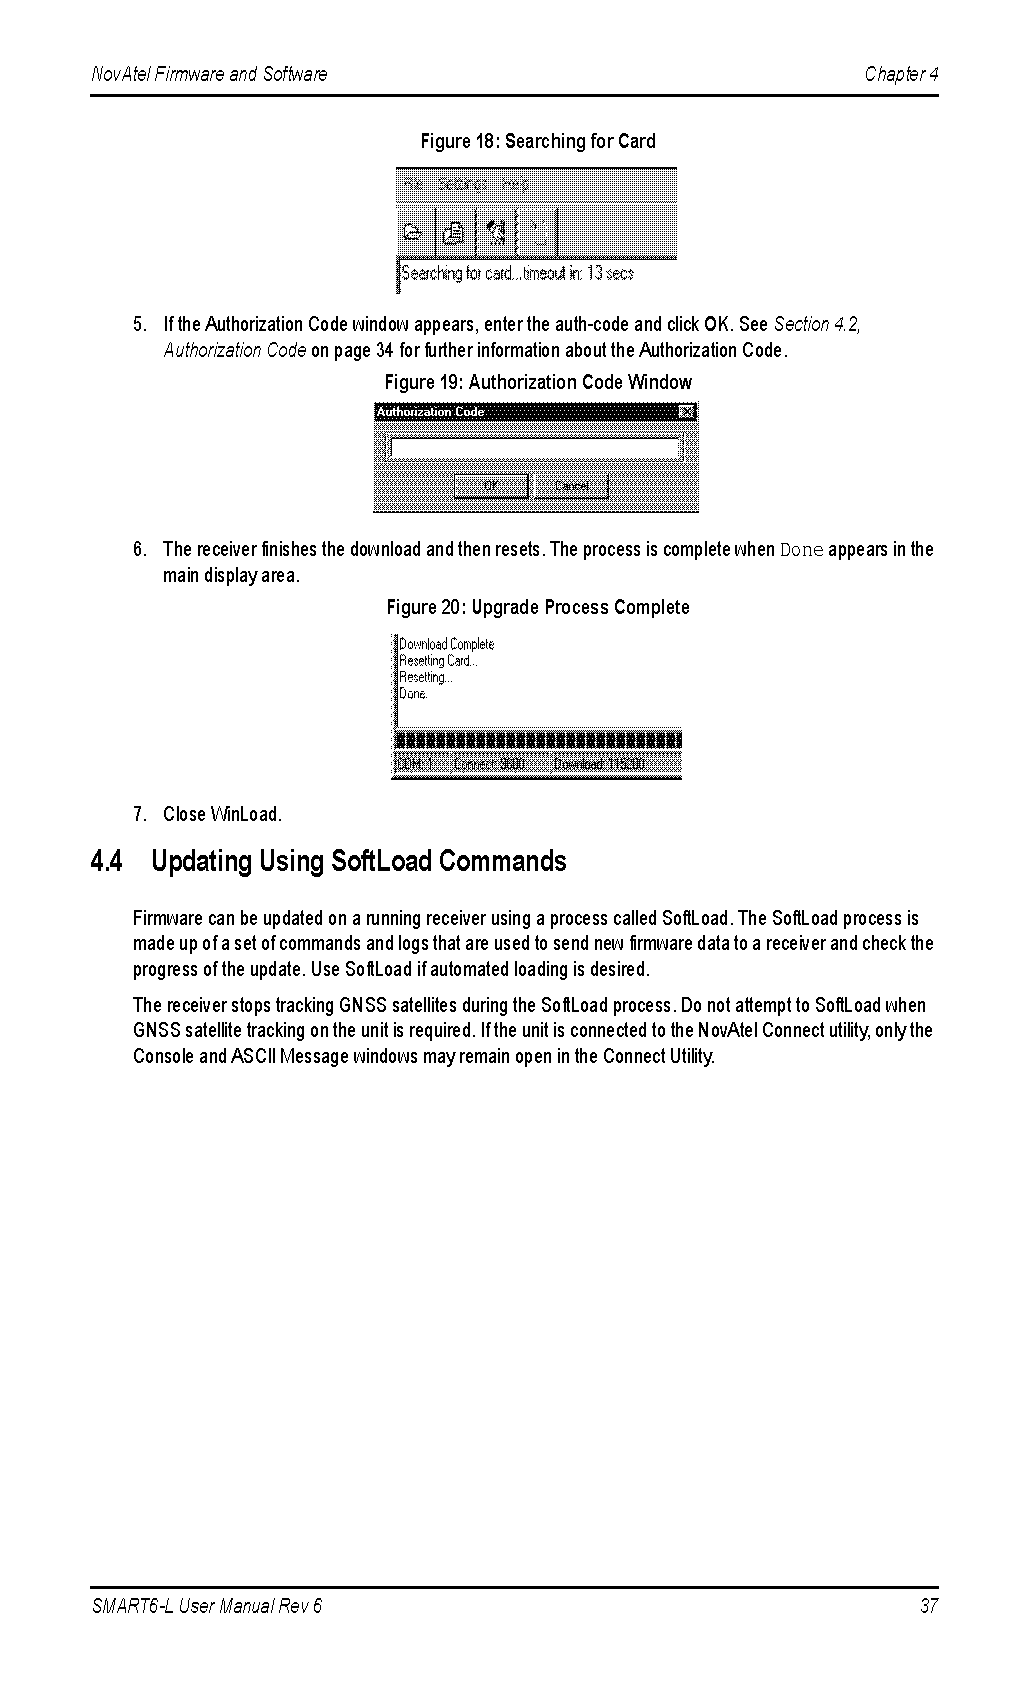 NovAtel Firmware and Software Chapter 4
Figure 18: Searching for Card
File Settings Help
Searching for card...timeout in: 13 secs
5. If the Authorization Code window appears, enter the auth-code and click OK. See Section 4.2,
Authorization Code on page 34 for further information about the Authorization Code.
Figure 19: Authorization Code Window
Authorization Code
OK Cancel
6. The receiver finishes the download and then resets. The process is complete when Done appears in the
main display area.
Figure 20: Upgrade Process Complete
Download Complete
Resetting Card...
Resetting...
Done.
COM: 1 Connect: 9600 Download: 115200
7. Close WinLoad.
4.4 Updating Using SoftLoad Commands
Firmware can be updated on a running receiver using a process called SoftLoad. The SoftLoad process is
made up of a set of commands and logs that are used to send new firmware data to a receiver and check the
progress of the update. Use SoftLoad if automated loading is desired.
The receiver stops tracking GNSS satellites during the SoftLoad process. Do not attempt to SoftLoad when
GNSS satellite tracking on the unit is required. If the unit is connected to the NovAtel Connect utility, only the
Console and ASCII Message windows may remain open in the Connect Utility.
SMART6-L User Manual Rev 6 37